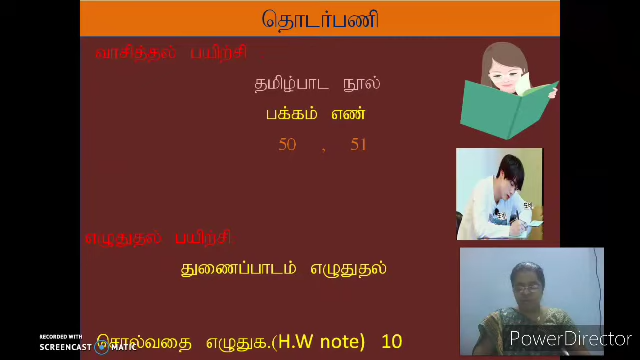 தொடர்பணி
வாசித்தல் பயிற்சி
தமிழ்பாட நூல்
பக்கம் எண்
50 , 51
எழுதுதல் பயிற்சி
துணைப்பாடம் எழுதுதல்
சொல்வதை எழுதுக.(H.W note) 10
RECORDED WITH
SCREENCAST MATIC
PowerDirector